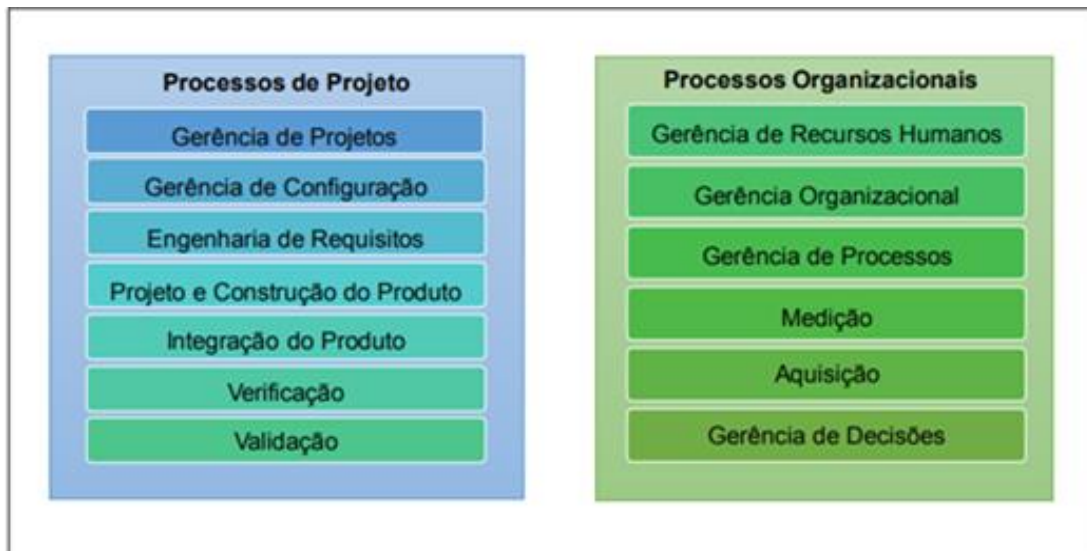 Processos de Projeto
Gerência de Projetos
Gerência de Configuração
Engenharia de Requisitos
Projeto e Construção do Produto
Integração do Produto
Verificação
Validação
Processos Organizacionais
Gerência de Recursos Humanos
Gerência Organizacional
Gerência de Processos
Medição
Aquisição
Gerência de Decisões